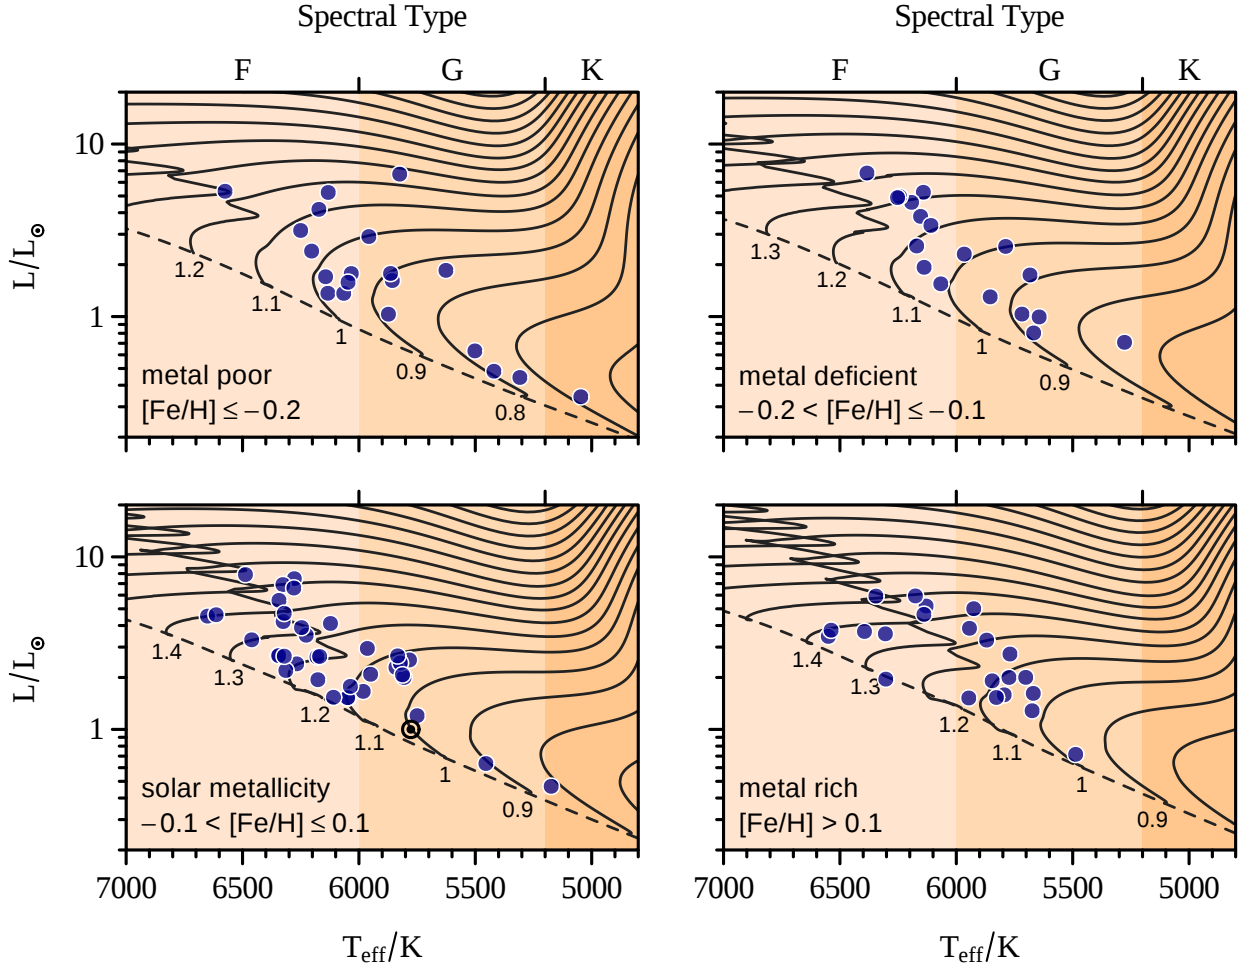 Spectral Type
Spectral Type
F G K
F G K
L/L⊙
10
1
1.2
1.1
1
0.9
0.8
metal poor
[Fe/H] ≤ −0.2
1.3
1.2
1.1
1
0.9
metal deficient
−0.2 < [Fe/H] ≤ −0.1
L/L⊙
10
1
1.4
1.3
1.2
1.1
1
0.9
solar metallicity
−0.1 < [Fe/H] ≤ 0.1
1.4
1.3
1.2
1.1
1
0.9
metal rich
[Fe/H] > 0.1
7000 6500 6000 5500 5000
7000 6500 6000 5500 5000
Teff/K
Teff/K